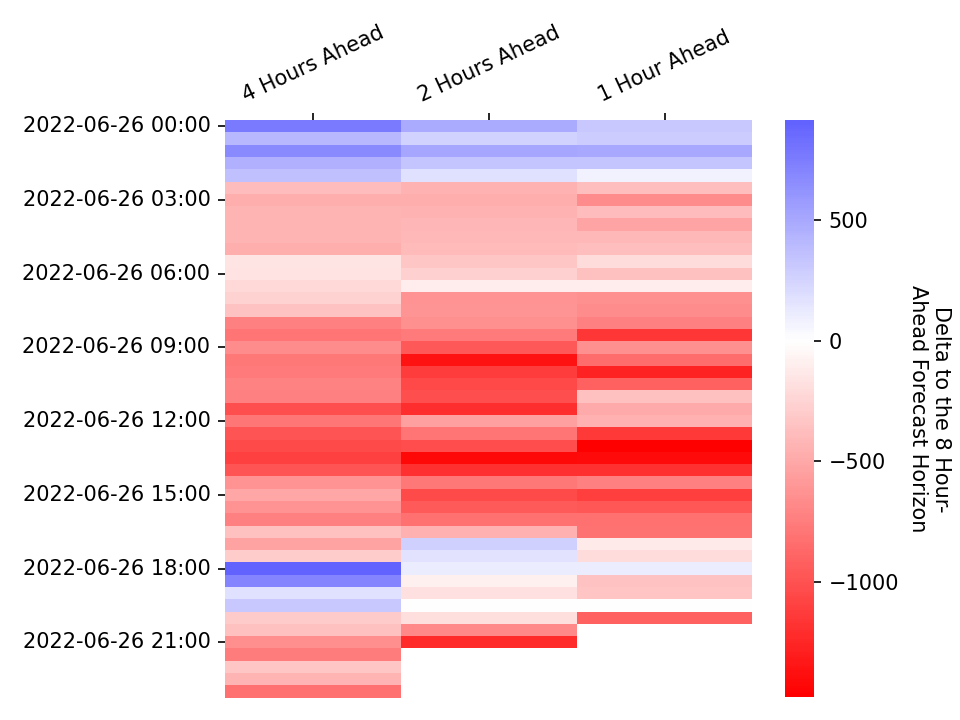 4 Hours Ahead
2 Hours Ahead
1 Hour Ahead
2022-06-26 00:00
2022-06-26 03:00
2022-06-26 06:00
2022-06-26 09:00
2022-06-26 12:00
2022-06-26 15:00
2022-06-26 18:00
2022-06-26 21:00
500
0
−500
−1000
Delta to the 8 Hour-
Ahead Forecast Horizon